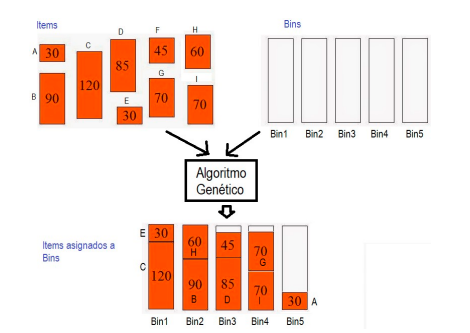 Items
Bins
A 30
B 90
C 120
D 85
E 30
F 45
G 70
H 60
I 70
Bin1 Bin2 Bin3 Bin4 Bin5
Algoritmo
Genético
Items asignados a
Bins
E 30
C 120
60 H
90 B
45
85 D
70 G
70 I
30 A
Bin1 Bin2 Bin3 Bin4 Bin5